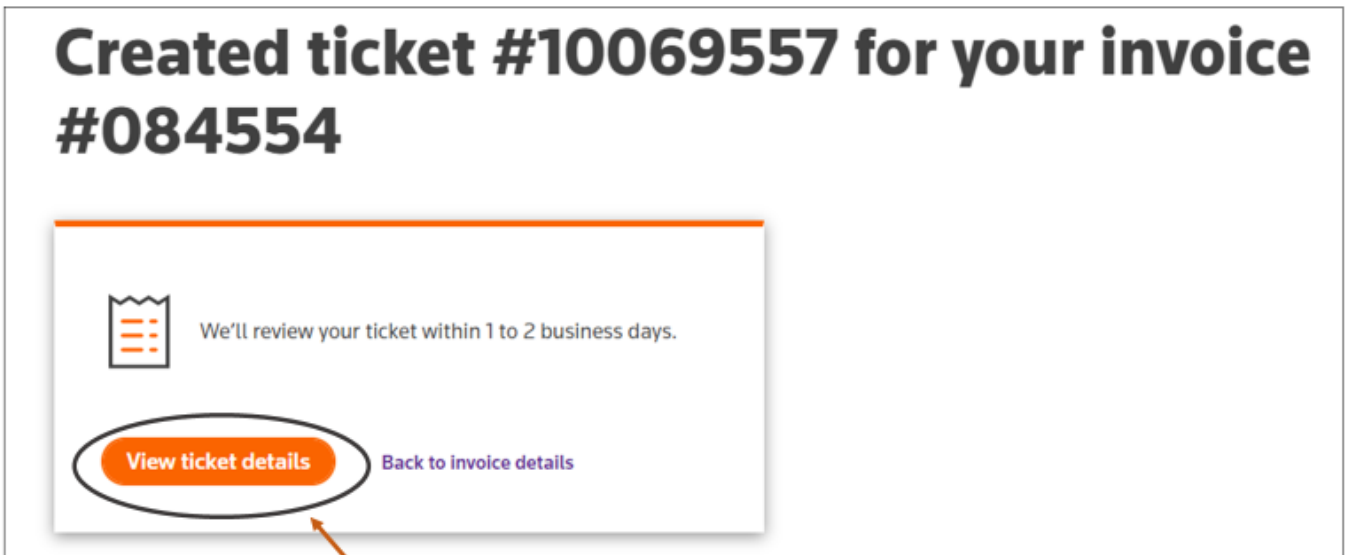 Created ticket #10069557 for your invoice
#084554
We'll review your ticket within 1 to 2 business days.
View ticket details
Back to invoice details